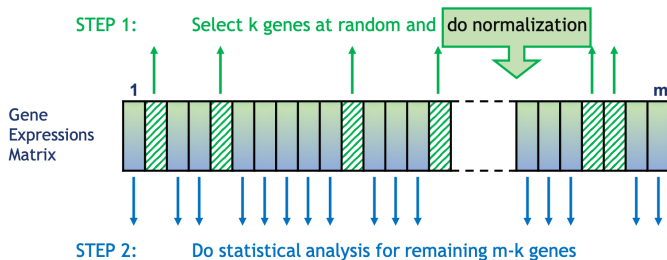 STEP 1: Select k genes at random and do normalization
1 m
Gene
Expressions
Matrix
STEP 2: Do statistical analysis for remaining m-k genes